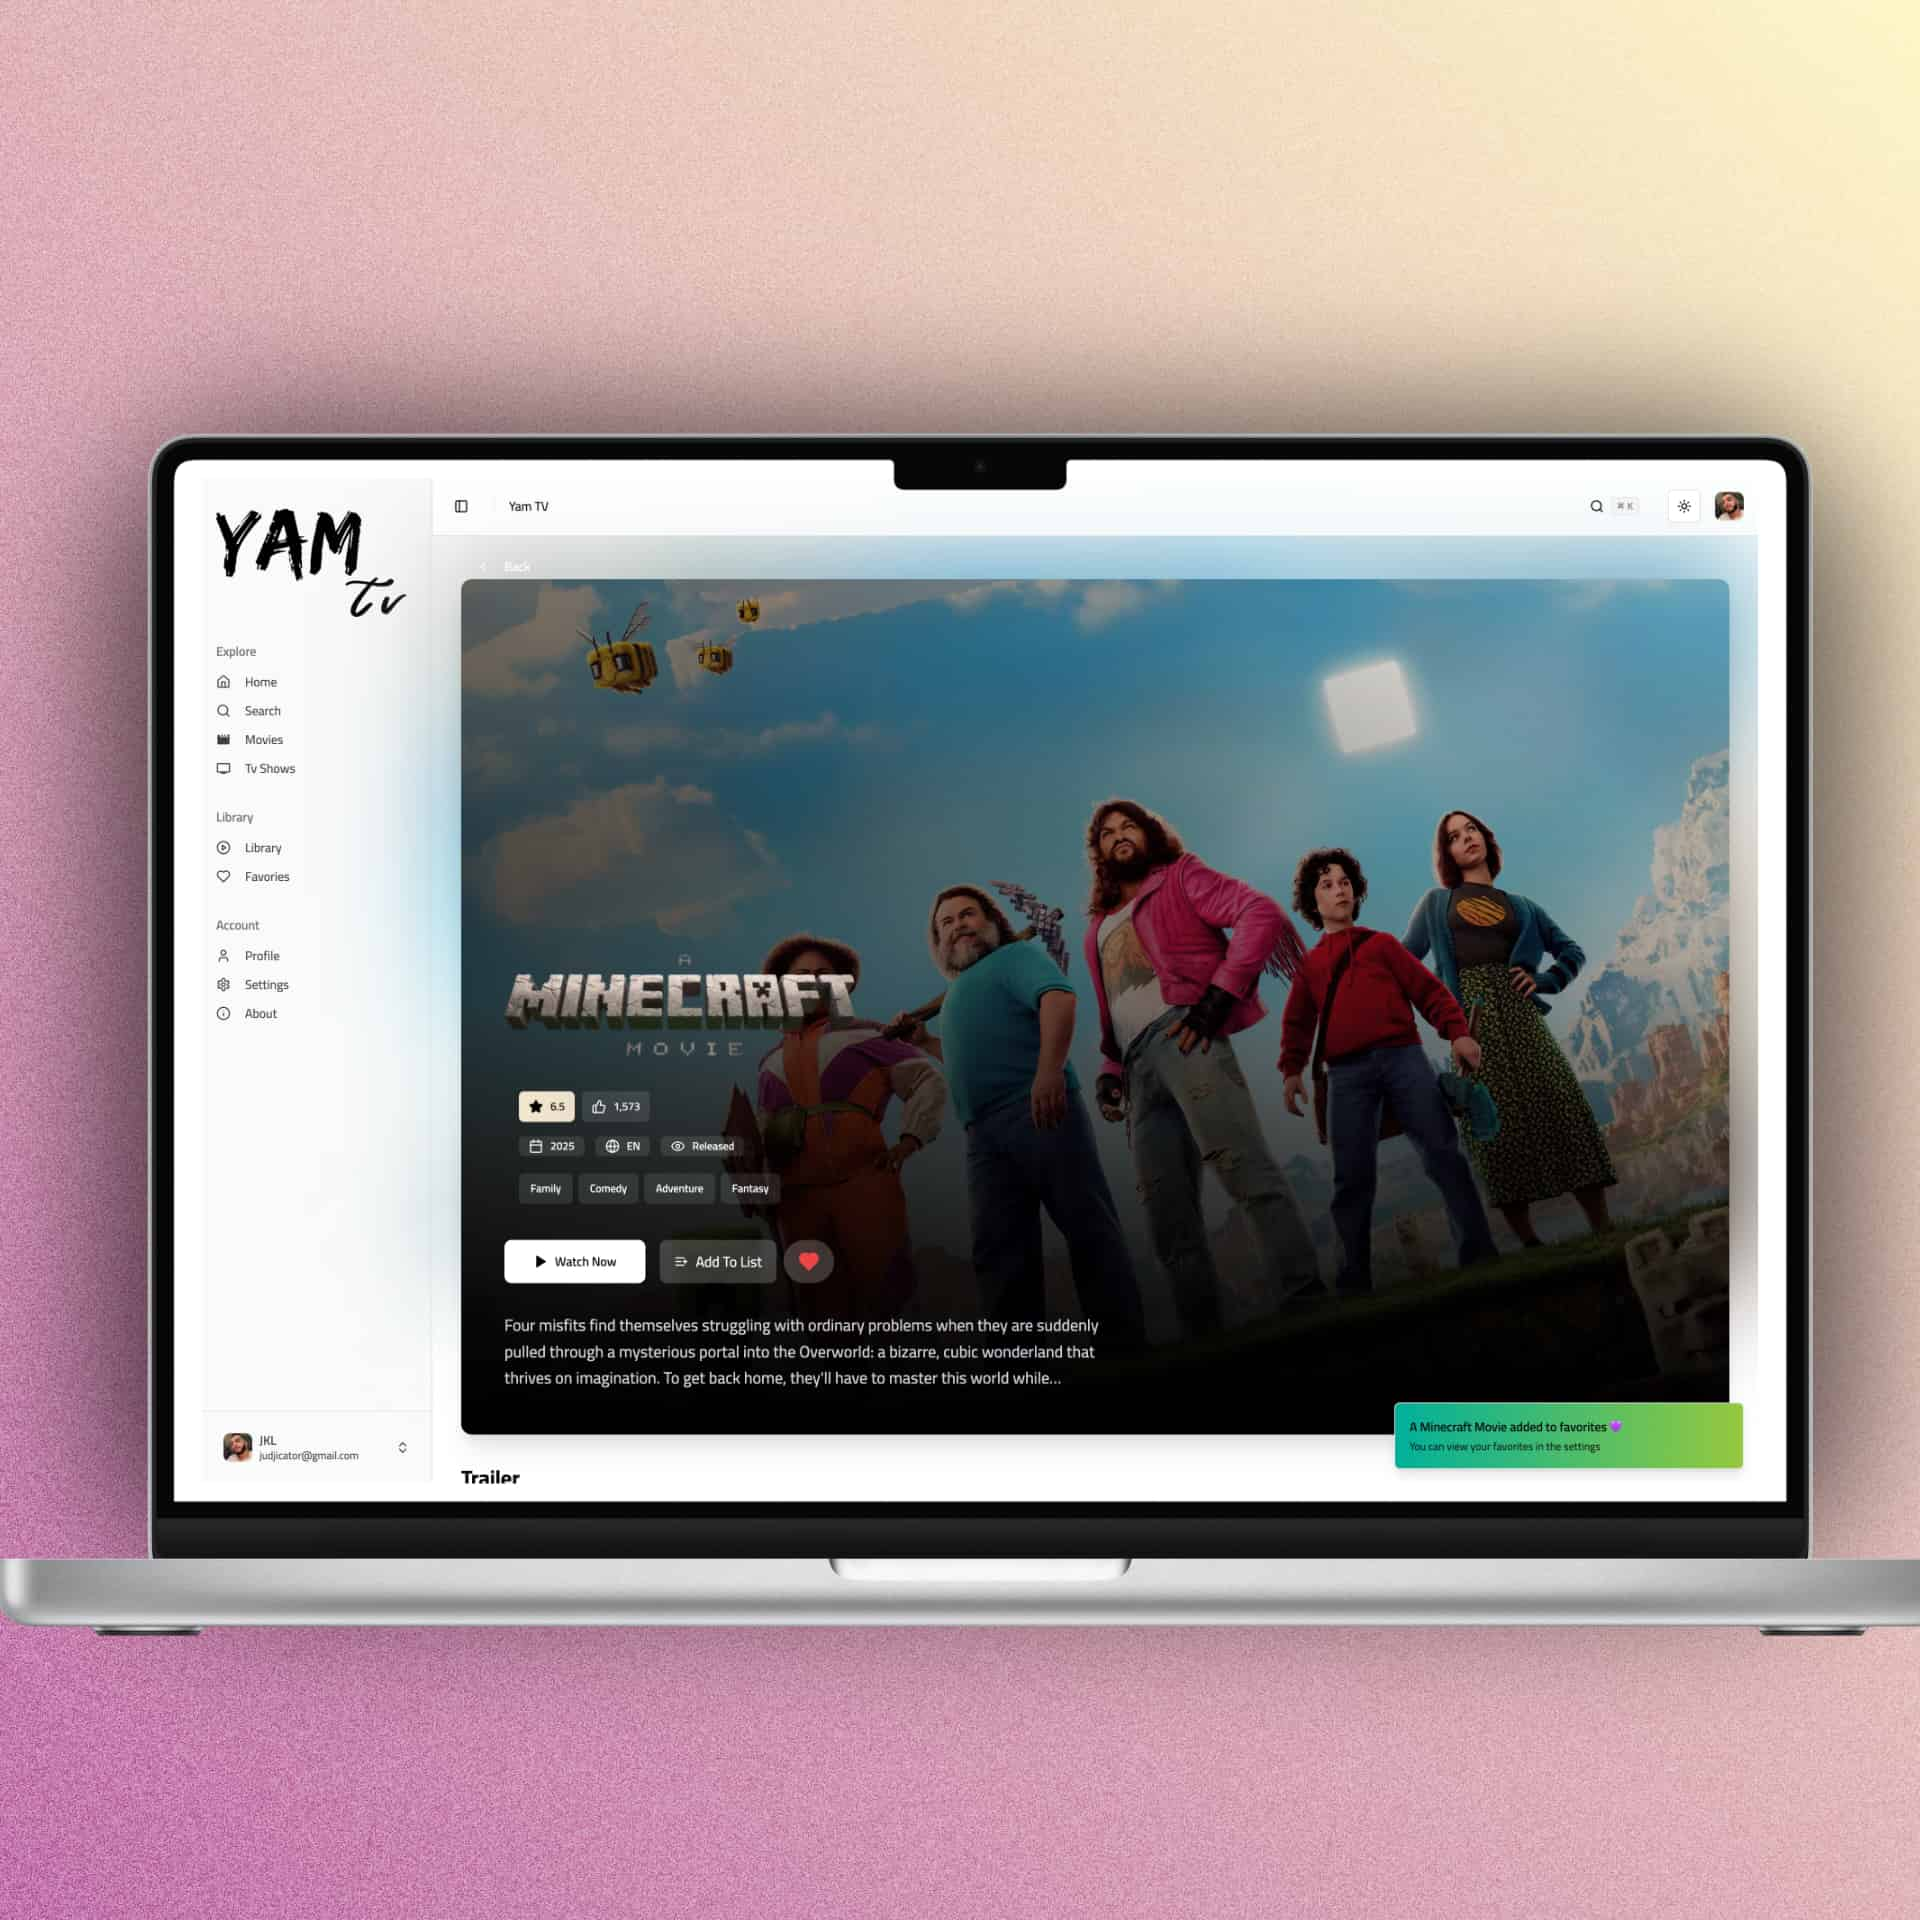 YAM
tv
Explore
Home
Search
Movies
Tv Shows
Library
Library
Favories
Account
Profile
Settings
About
JKL
judjicator@gmail.com
Yam TV
⌘ K
Back
A
MINECRAFT
MOVIE
6.5
1,573
2025
EN
Released
Family
Comedy
Adventure
Fantasy
Watch Now
Add To List
Four misfits find themselves struggling with ordinary problems when they are suddenly
pulled through a mysterious portal into the Overworld: a bizarre, cubic wonderland that
thrives on imagination. To get back home, they'll have to master this world while...
A Minecraft Movie added to favorites 💜
You can view your favorites in the settings
Trailer